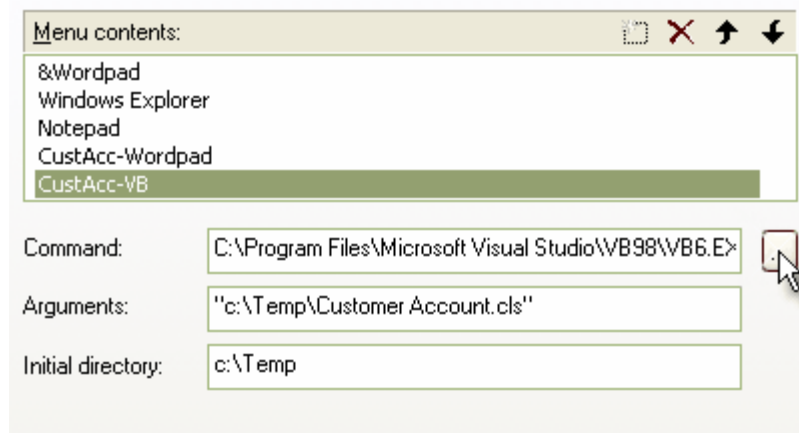 Menu contents:
&Wordpad
Windows Explorer
Notepad
CustAcc-Wordpad
CustAcc-VB
Command: C:\Program Files\Microsoft Visual Studio\VB98\VB6.EX
Arguments: "c:\Temp\Customer Account.cls"
Initial directory: c:\Temp